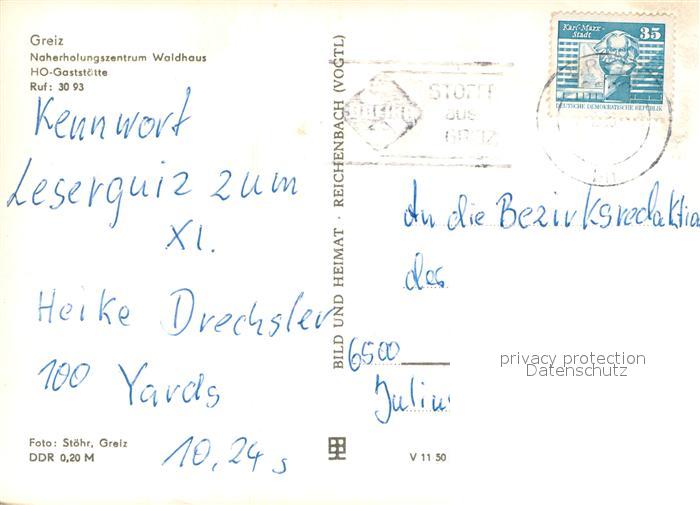 Greiz
Naherholungszentrum Waldhaus
HO-Gaststätte
Ruf: 30 93
Kennwort
Leserquiz zum
XI.
Heike Drechsler
100 Yards
10,24 s
Foto: Stöhr, Greiz
DDR 0,20 M
BILD UND HEIMAT · REICHENBACH (VOGTL)
V 11 50
Karl-Marx-Stadt
35
DEUTSCHE DEMOKRATISCHE REPUBLIK
STOFFE
aus
GREIZ
An die Bezirksredaktio
des
6500
Julius
privacy protection
Datenschutz